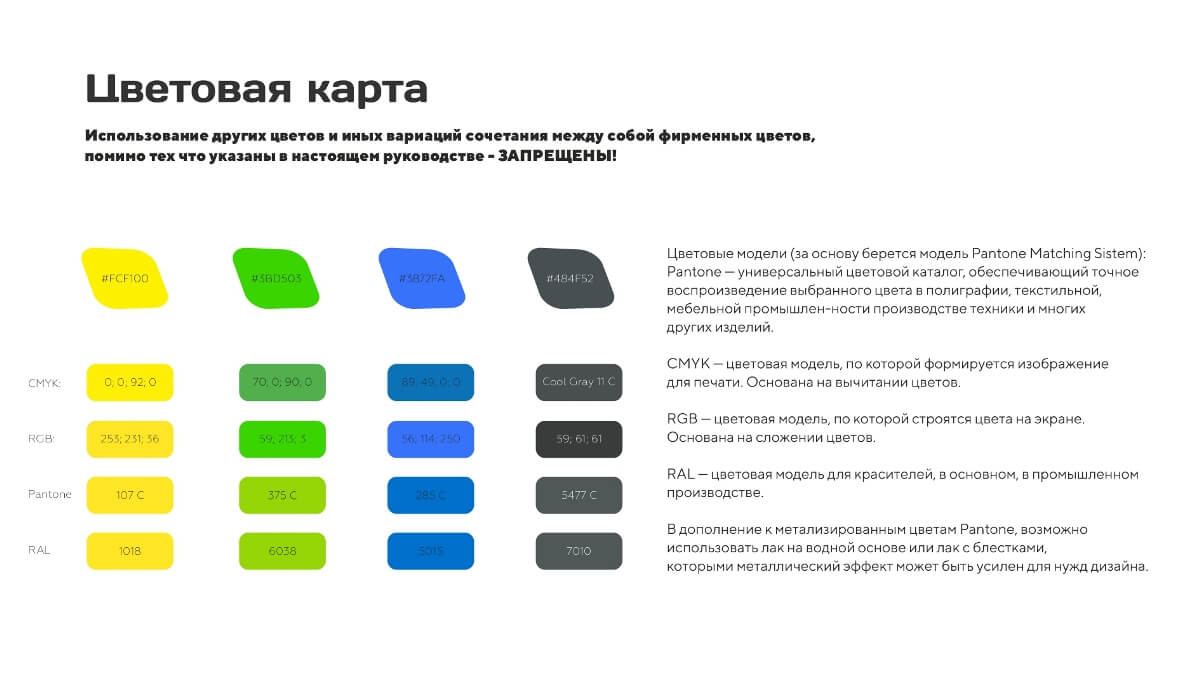 Цветовая карта
Использование других цветов и иных вариаций сочетания между собой фирменных цветов,
помимо тех что указаны в настоящем руководстве - ЗАПРЕЩЕНЫ!
#FCF100 #3BD503 #3872FA #484F52
CMYK: 0; 0; 92; 0 70; 0; 90; 0 89; 49; 0; 0 Cool Gray 11 C
RGB: 253; 231; 36 59; 213; 3 56; 114; 250 59; 61; 61
Pantone 107 C 375 C 285 C 5477 C
RAL 1018 6038 5015 7010
Цветовые модели (за основу берется модель Pantone Matching Sistem):
Pantone — универсальный цветовой каталог, обеспечивающий точное
воспроизведение выбранного цвета в полиграфии, текстильной,
мебельной промышлен-ности производстве техники и многих
других изделий.
CMYK — цветовая модель, по которой формируется изображение
для печати. Основана на вычитании цветов.
RGB — цветовая модель, по которой строятся цвета на экране.
Основана на сложении цветов.
RAL — цветовая модель для красителей, в основном, в промышленном
производстве.
В дополнение к метализированным цветам Pantone, возможно
использовать лак на водной основе или лак с блестками,
которыми металлический эффект может быть усилен для нужд дизайна.